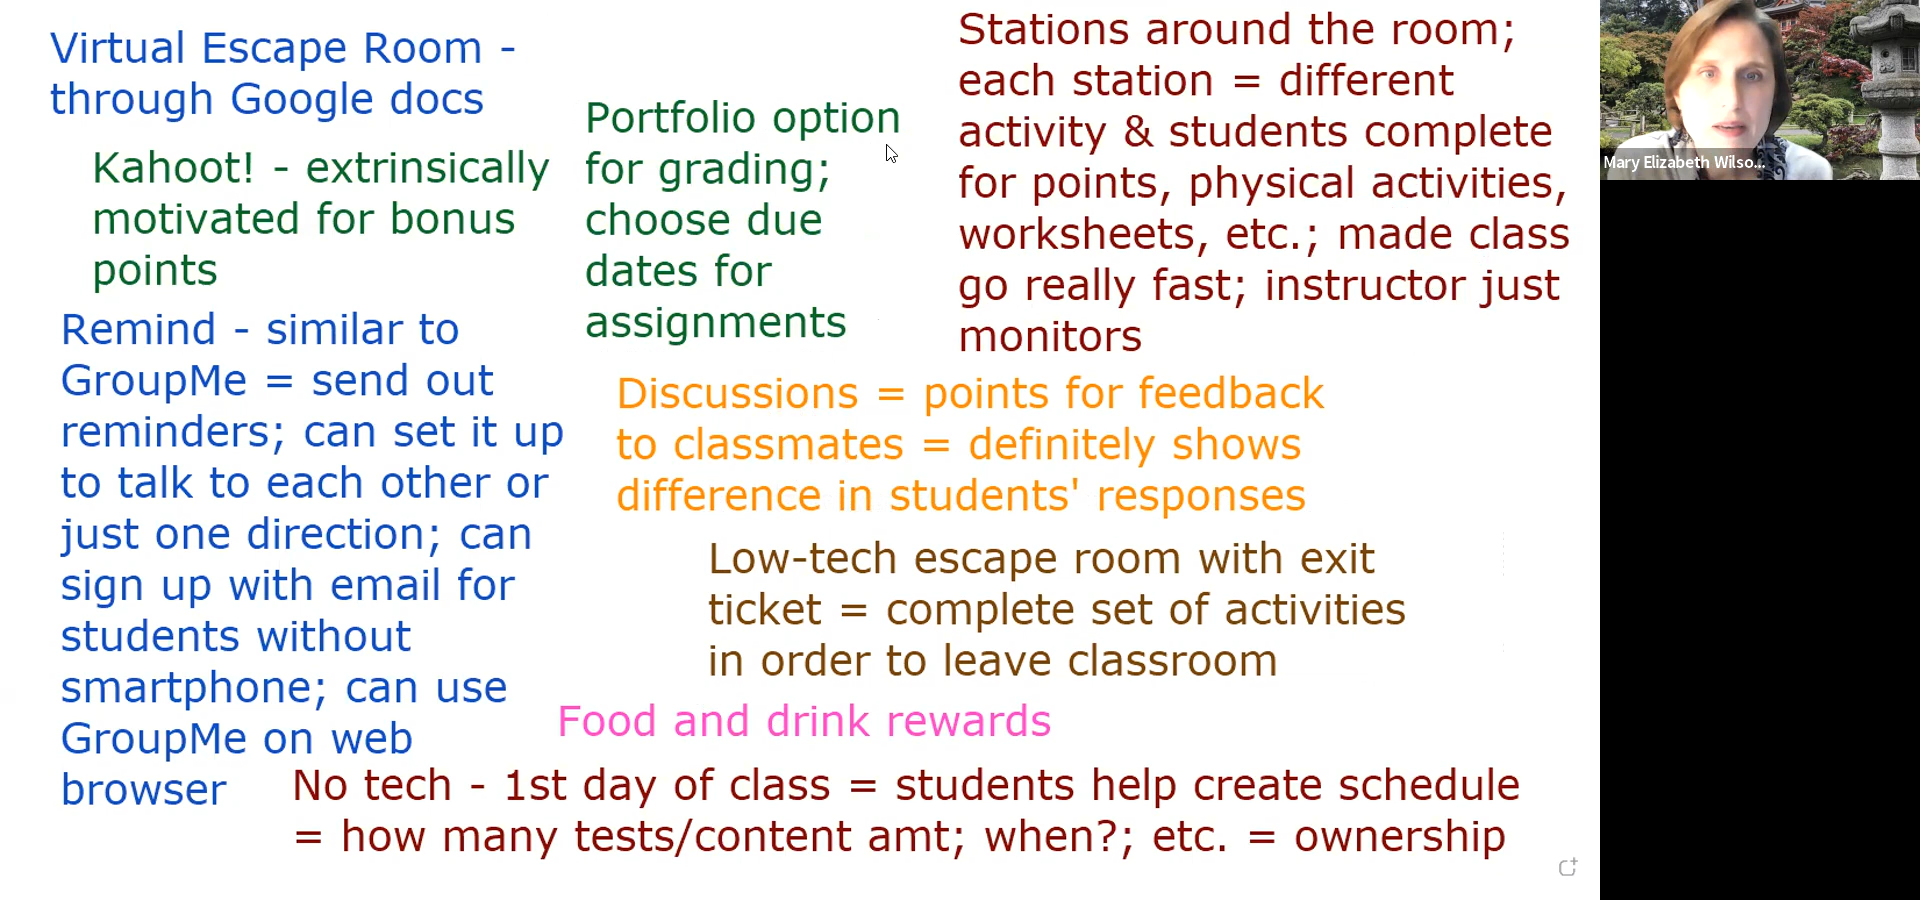 Virtual Escape Room -
through Google docs
Kahoot! - extrinsically
motivated for bonus
points
Remind - similar to
GroupMe = send out
reminders; can set it up
to talk to each other or
just one direction; can
sign up with email for
students without
smartphone; can use
GroupMe on web
browser
Portfolio option
for grading;
choose due
dates for
assignments
Stations around the room;
each station = different
activity & students complete
for points, physical activities,
worksheets, etc.; made class
go really fast; instructor just
monitors
Discussions = points for feedback
to classmates = definitely shows
difference in students' responses
Low-tech escape room with exit
ticket = complete set of activities
in order to leave classroom
Food and drink rewards
No tech - 1st day of class = students help create schedule
= how many tests/content amt; when?; etc. = ownership
Mary Elizabeth Wilso...